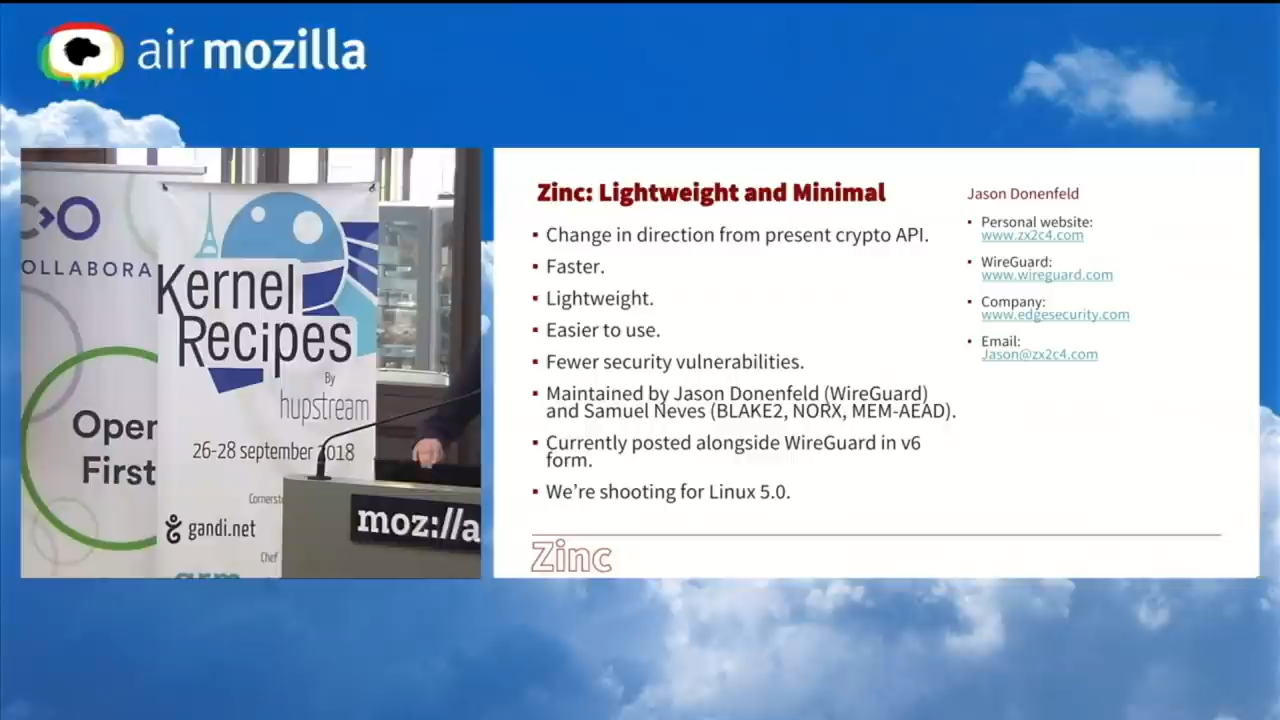 air mozilla
OLLABORA
Open
First
Kernel
Recipes
By
hupstream
26-28 september 2018
gandi.net
Chef
moz://a
Zinc: Lightweight and Minimal
▪ Change in direction from present crypto API.
▪ Faster.
▪ Lightweight.
▪ Easier to use.
▪ Fewer security vulnerabilities.
▪ Maintained by Jason Donenfeld (WireGuard)
and Samuel Neves (BLAKE2, NORX, MEM-AEAD).
▪ Currently posted alongside WireGuard in v6
form.
▪ We're shooting for Linux 5.0.
Zinc
Jason Donenfeld
▪ Personal website:
www.zx2c4.com
▪ WireGuard:
www.wireguard.com
▪ Company:
www.edgesecurity.com
▪ Email:
Jason@zx2c4.com